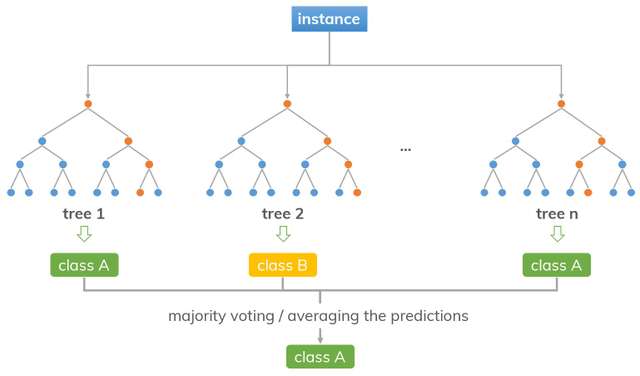 instance
...
tree 1
tree 2
tree n
class A
class B
class A
majority voting / averaging the predictions
class A